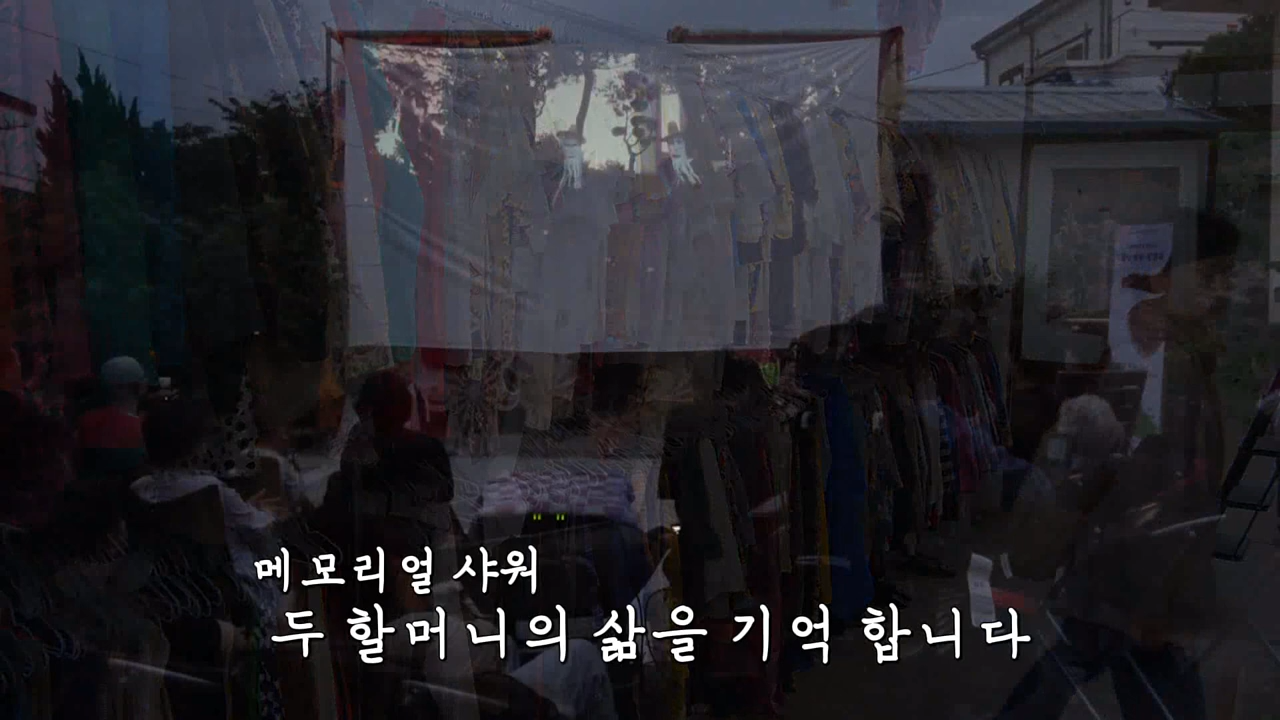 " "
메모리얼 샤워
두 할머니의 삶을 기억 합니다